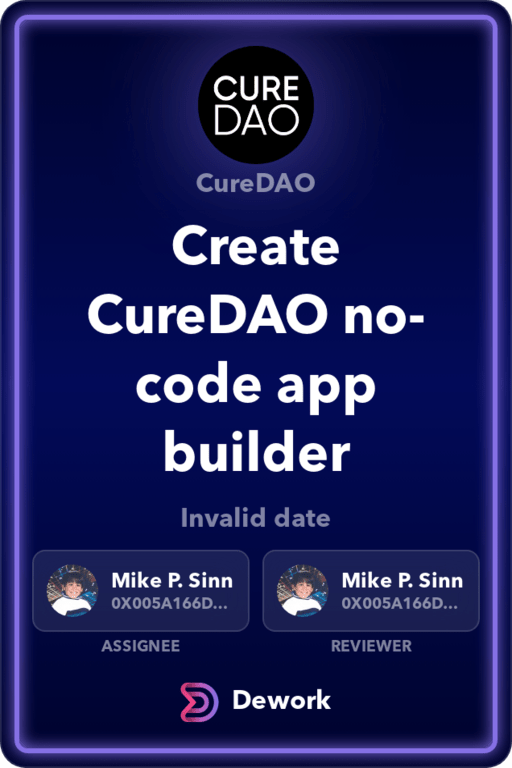 CURE
DAO
CureDAO
Create
CureDAO no-
code app
builder
Invalid date
Mike P. Sinn
0X005A166D...
ASSIGNEE
Mike P. Sinn
0X005A166D...
REVIEWER
Dework